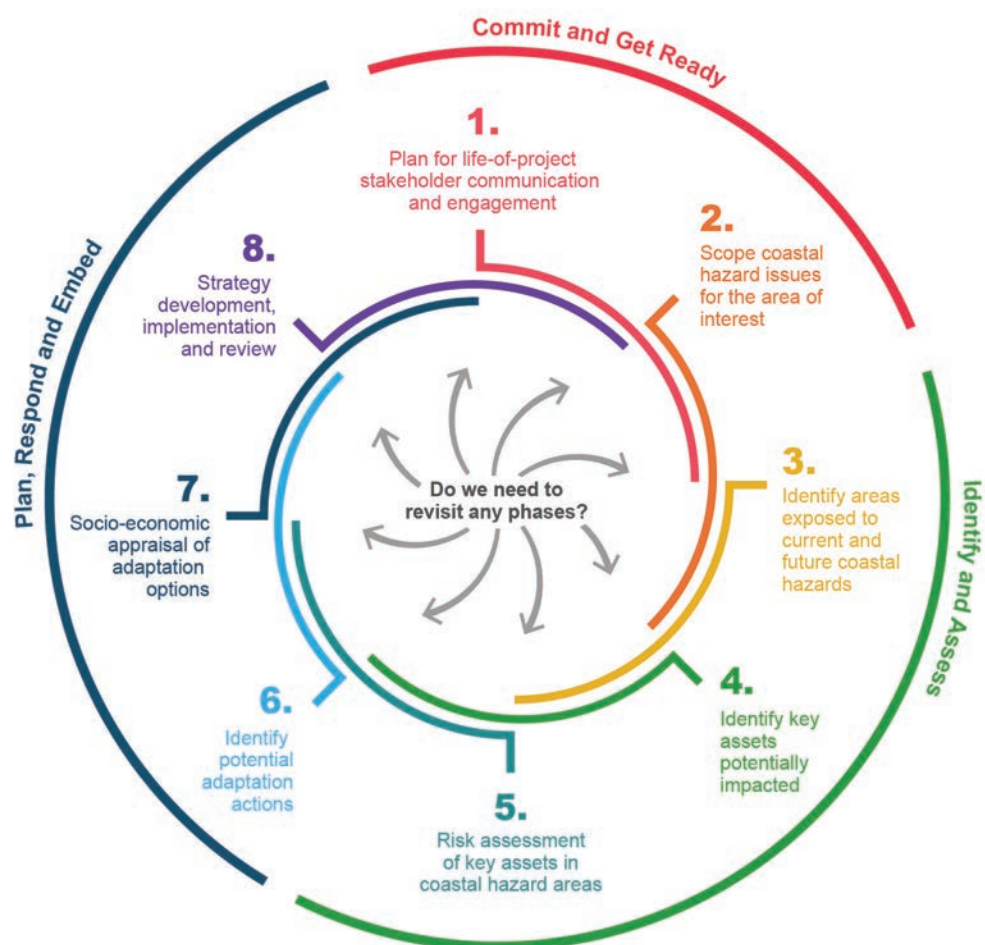 Commit and Get Ready
1.
Plan for life-of-project
stakeholder communication
and engagement
2.
Scope coastal
hazard issues
for the area of
interest
Identify and Assess
3.
Identify areas
exposed to
current and
future coastal
hazards
4.
Identify key
assets
potentially
impacted
5.
Risk assessment
of key assets in
coastal hazard areas
Plan, Respond and Embed
6.
Identify
potential
adaptation
actions
7.
Socio-economic
appraisal of
adaptation
options
8.
Strategy
development,
implementation
and review
Do we need to
revisit any phases?